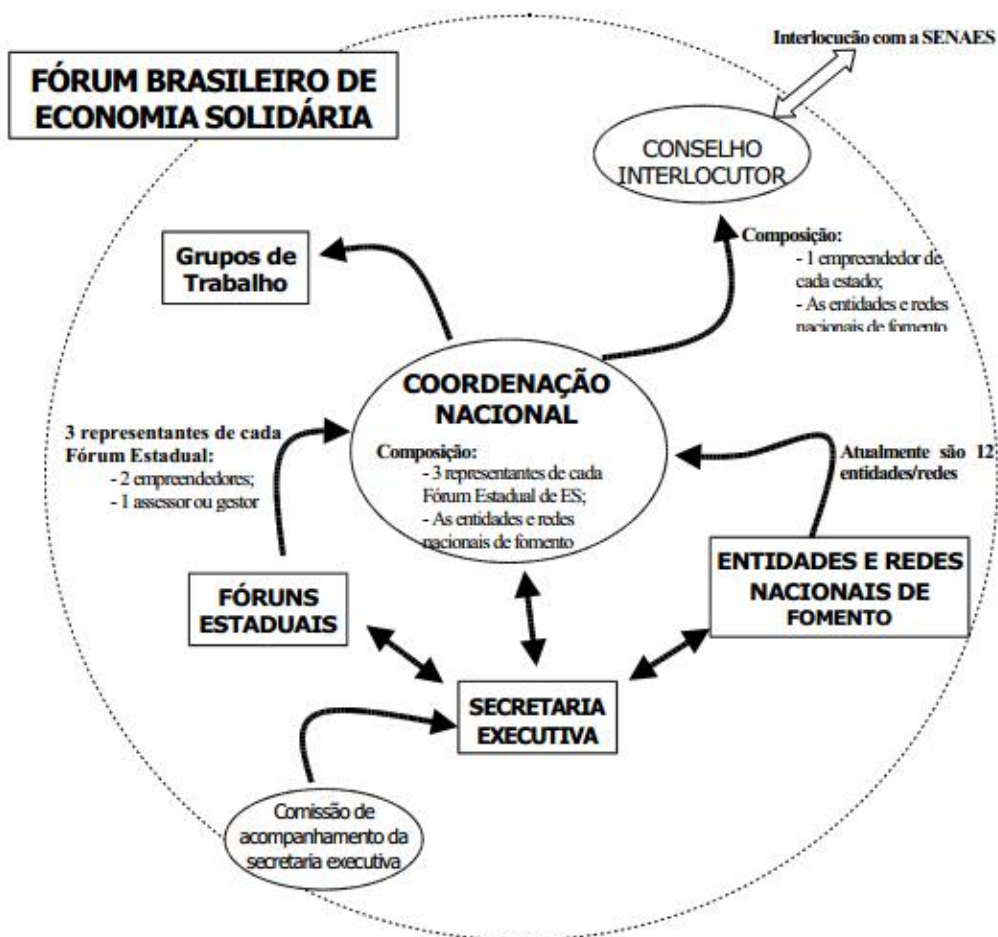 Interlocução com a SENAES
FÓRUM BRASILEIRO DE
ECONOMIA SOLIDÁRIA
CONSELHO
INTERLOCUTOR
Grupos de
Trabalho
Composição:
- 1 empreendedor de
cada estado;
- As entidades e redes
nacionais de fomento
COORDENAÇÃO
NACIONAL
Composição:
- 3 representantes de cada
Fórum Estadual de ES;
- As entidades e redes
nacionais de fomento
3 representantes de cada
Fórum Estadual:
- 2 empreendedores;
- 1 assessor ou gestor
Atualmente são 12
entidades/redes
FÓRUNS
ESTADUAIS
ENTIDADES E REDES
NACIONAIS DE
FOMENTO
SECRETARIA
EXECUTIVA
Comissão de
acompanhamento da
secretaria executiva